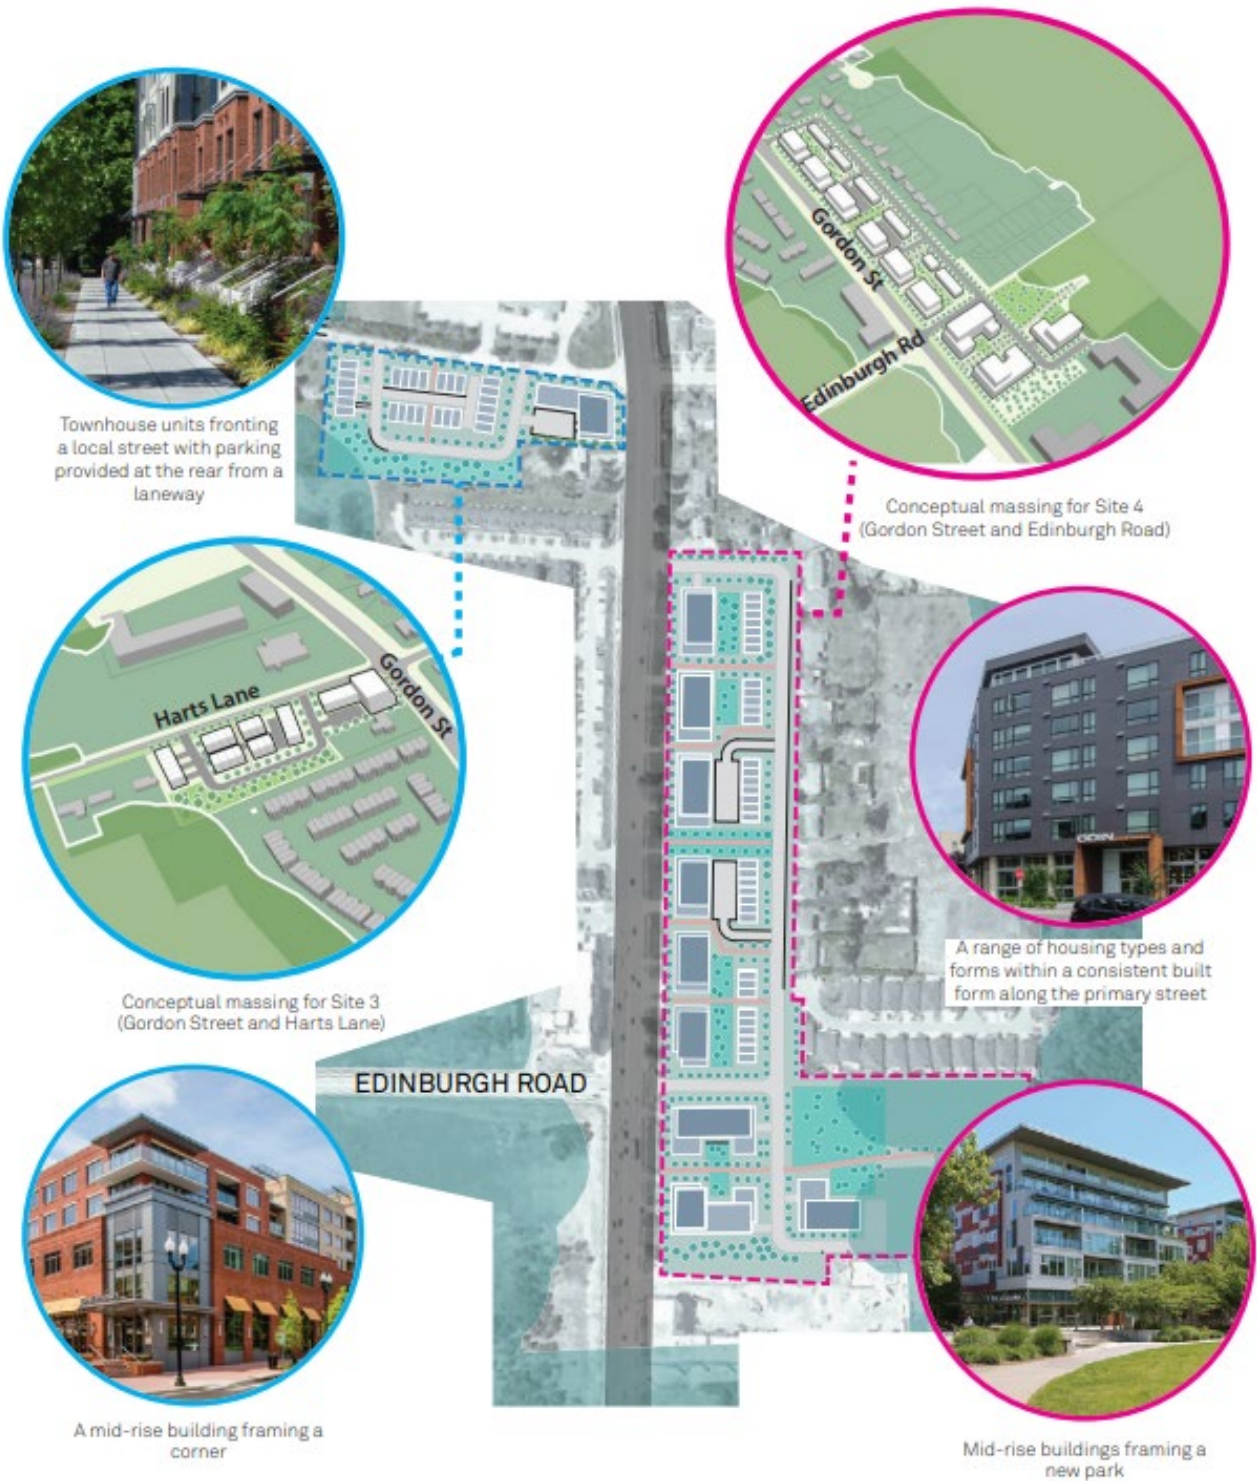 Townhouse units fronting
a local street with parking
provided at the rear from a
laneway
Gordon St
Edinburgh Rd
Conceptual massing for Site 4
(Gordon Street and Edinburgh Road)
Harts Lane
Gordon St
Conceptual massing for Site 3
(Gordon Street and Harts Lane)
ODIN
A range of housing types and
forms within a consistent built
form along the primary street
EDINBURGH ROAD
A mid-rise building framing a
corner
Mid-rise buildings framing a
new park